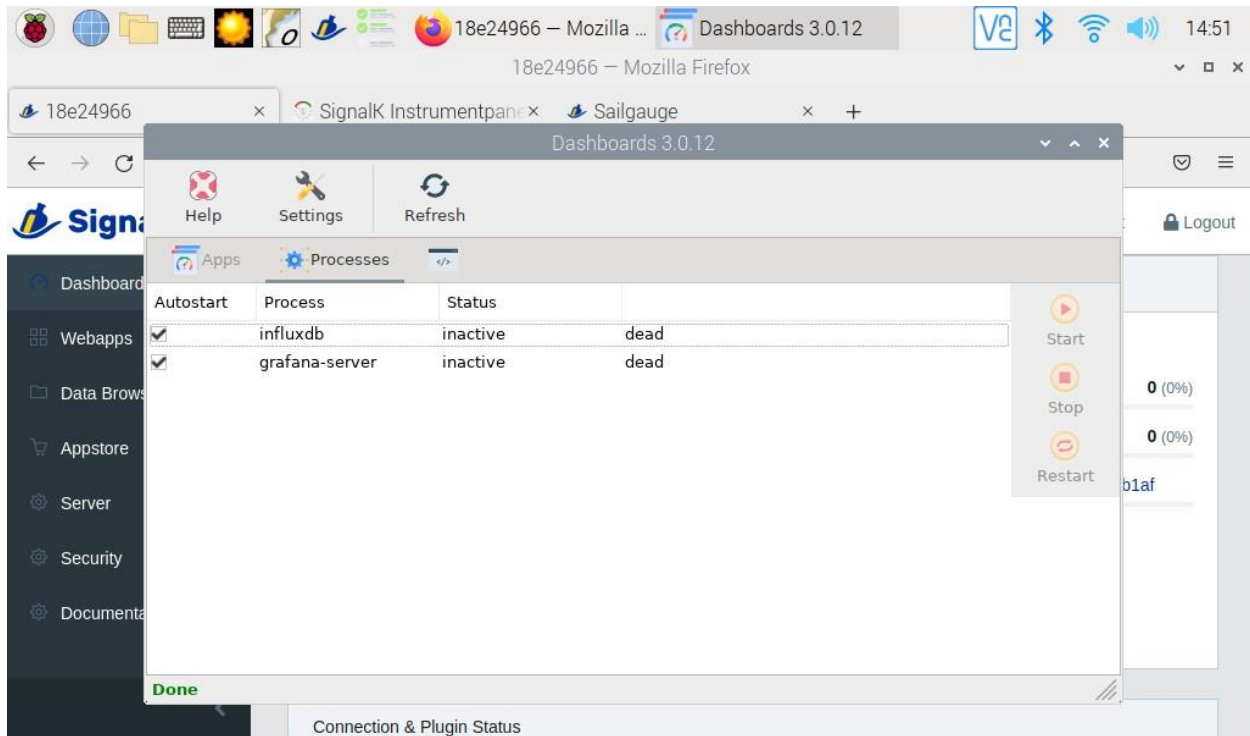 18e24966 – Mozilla ...
Dashboards 3.0.12
V2
14:51
18e24966 – Mozilla Firefox
18e24966
SignalK Instrumentpane
Sailgauge
Dashboards 3.0.12
Help
Settings
Refresh
Signa
Logout
Apps
Processes
</>
Dashboard
Webapps
Data Brows
Appstore
Server
Security
Documenta
Autostart Process Status
influxdb inactive dead
grafana-server inactive dead
Start
Stop
Restart
0 (0%)
0 (0%)
b1af
Done
Connection & Plugin Status